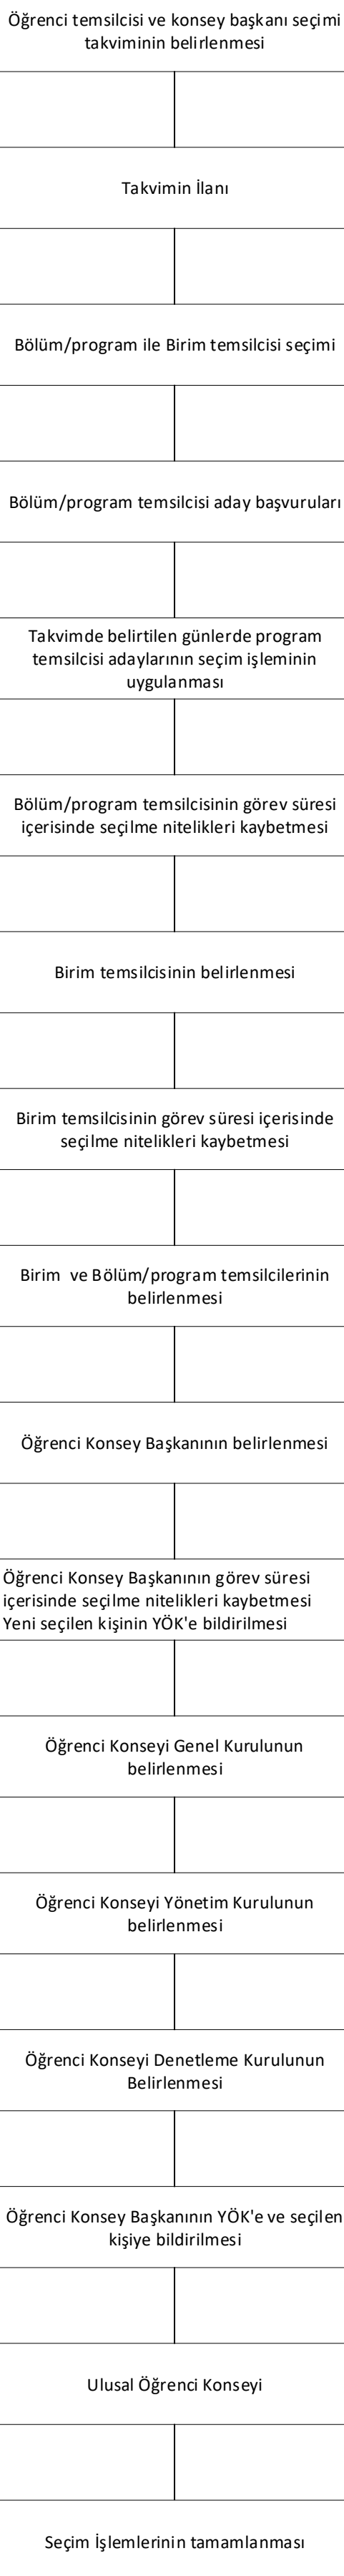 Öğrenci temsilcisi ve konsey başkanı seçimi
takviminin belirlenmesi
Takvimin İlanı
Bölüm/program ile Birim temsilcisi seçimi
Bölüm/program temsilcisi aday başvuruları
Takvimde belirtilen günlerde program
temsilcisi adaylarının seçim işleminin
uygulanması
Bölüm/program temsilcisinin görev süresi
içerisinde seçilme nitelikleri kaybetmesi
Birim temsilcisinin belirlenmesi
Birim temsilcisinin görev süresi içerisinde
seçilme nitelikleri kaybetmesi
Birim  ve Bölüm/program temsilcilerinin
belirlenmesi
Öğrenci Konsey Başkanının belirlenmesi
Öğrenci Konsey Başkanının görev süresi
içerisinde seçilme nitelikleri kaybetmesi
Yeni seçilen kişinin YÖK'e bildirilmesi
Öğrenci Konseyi Genel Kurulunun
belirlenmesi
Öğrenci Konseyi Yönetim Kurulunun
belirlenmesi
Öğrenci Konseyi Denetleme Kurulunun
Belirlenmesi
Öğrenci Konsey Başkanının YÖK'e ve seçilen
kişiye bildirilmesi
Ulusal Öğrenci Konseyi
Seçim İşlemlerinin tamamlanması